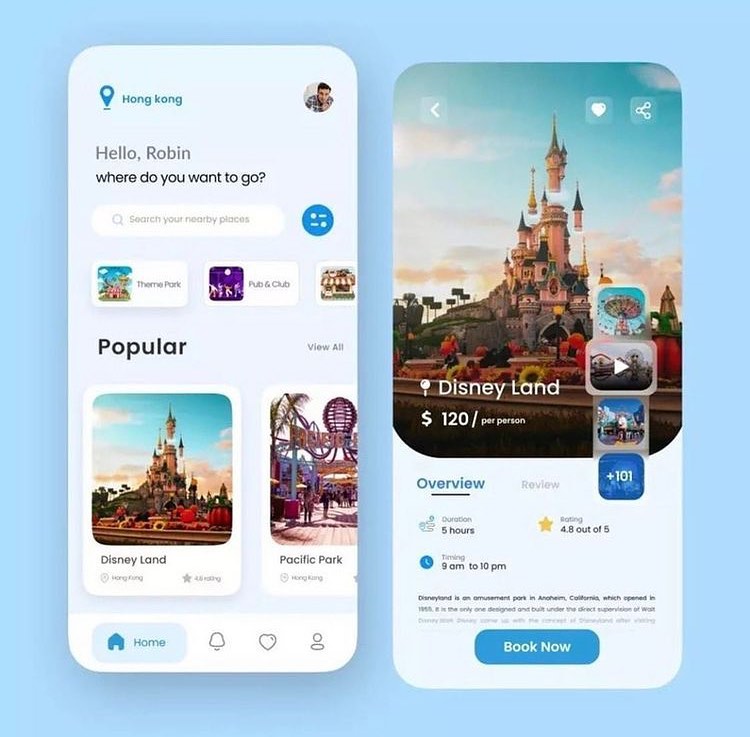 Hong kong
Hello, Robin
where do you want to go?
Search your nearby places
Theme Park
Pub & Club
Popular
View All
Disney Land
Hong Kong
4,8 rating
Pacific Park
Hong Kong
Home
Disney Land
$ 120 / per person
+101
Overview
Review
Duration
5 hours
Rating
4.8 out of 5
Timing
9 am to 10 pm
Disneyland is an amusement park in Anaheim, California, which opened in
1955. It is the only one designed and built under the direct supervision of Walt
Disney.Walt Disney come up with the concept of Disneyland after visiting
Book Now